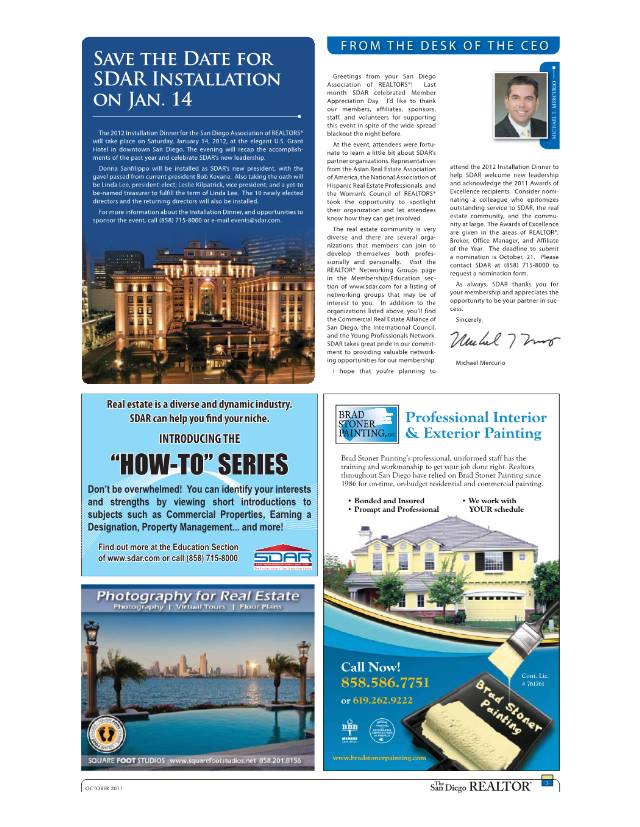 SAVE THE DATE FOR
SDAR INSTALLATION
ON JAN. 14
The 2012 Installation Dinner for the San Diego Association of REALTORS®
will take place on Saturday, January 14, 2012, at the elegant U.S. Grant
Hotel in downtown San Diego. The evening will recap the accomplish-
ments of the past year and celebrate SDAR's new leadership.
Donna Sanfilippo will be installed as SDAR's new president, with the
gavel passed from current president Bob Kevane. Also taking the oath will
be Linda Lee, president-elect; Leslie Kilpatrick, vice president; and a yet-to
be-named treasurer to fulfill the term of Linda Lee. The 10 newly elected
directors and the returning directors will also be installed.
For more information about the Installation Dinner, and opportunities to
sponsor the event, call (858) 715-8000 or e-mail events@sdar.com.
FROM THE DESK OF THE CEO
Greetings from your San Diego
Association of REALTORS®! Last
month SDAR celebrated Member
Appreciation Day. I'd like to thank
our members, affiliates, sponsors,
staff, and volunteers for supporting
this event in spite of the wide-spread
blackout the night before.
At the event, attendees were fortu-
nate to learn a little bit about SDAR's
partner organizations. Representatives
from the Asian Real Estate Association
of America, the National Association of
Hispanic Real Estate Professionals, and
the Woman's Council of REALTORS®
took the opportunity to spotlight
their organization and let attendees
know how they can get involved.
The real estate community is very
diverse and there are several orga-
nizations that members can join to
develop themselves both profes-
sionally and personally. Visit the
REALTOR® Networking Groups page
in the Membership/Education sec-
tion of www.sdar.com for a listing of
networking groups that may be of
interest to you. In addition to the
organizations listed above, you'll find
the Commercial Real Estate Alliance of
San Diego, the International Council,
and the Young Professionals Network.
SDAR takes great pride in our commit-
ment to providing valuable network-
ing opportunities for our membership.
I hope that you're planning to
MICHAEL T. MERCURIO
attend the 2012 Installation Dinner to
help SDAR welcome new leadership
and acknowledge the 2011 Awards of
Excellence recipients. Consider nomi-
nating a colleague who epitomizes
outstanding service to SDAR, the real
estate community, and the commu-
nity at large. The Awards of Excellence
are given in the areas of REALTOR®,
Broker, Office Manager, and Affiliate
of the Year. The deadline to submit
a nomination is October, 21. Please
contact SDAR at (858) 715-8000 to
request a nomination form.
As always, SDAR thanks you for
your membership and appreciates the
opportunity to be your partner in suc-
cess.
Sincerely,
Michael Mercurio
Real estate is a diverse and dynamic industry.
SDAR can help you find your niche.
INTRODUCING THE
"HOW-TO" SERIES
Don't be overwhelmed! You can identify your interests
and strengths by viewing short introductions to
subjects such as Commercial Properties, Earning a
Designation, Property Management... and more!
Find out more at the Education Section
of www.sdar.com or call (858) 715-8000
SDAR
Photography for Real Estate
Photography | Virtual Tours | Floor Plans
SQUARE FOOT STUDIOS www.squarefootstudios.net 858.201.8156
BRAD
STONER
PAINTING, INC.
Professional Interior
& Exterior Painting
Brad Stoner Painting's professional, uniformed staff has the
training and workmanship to get your job done right. Realtors
throughout San Diego have relied on Brad Stoner Painting since
1986 for on-time, on-budget residential and commercial painting.
• Bonded and Insured
• Prompt and Professional
• We work with
YOUR schedule
Call Now!
858.586.7751
or 619.262.9222
Cont. Lic.
Brad Stoner
Painting
BBB
www.bradstonerpainting.com
OCTOBER 2011
The San Diego REALTOR®